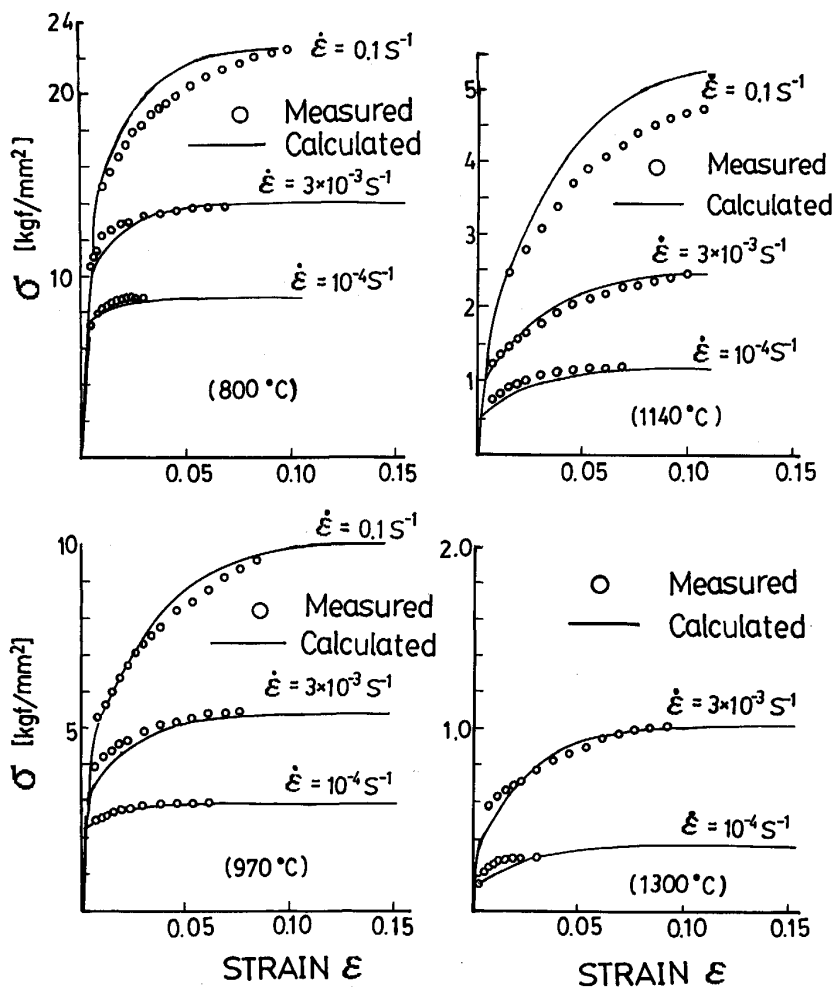 24
20
10
σ [kgf/mm²]
ε̇ = 0.1 S⁻¹
Measured
Calculated
ε̇ = 3×10⁻³ S⁻¹
ε̇ = 10⁻⁴ S⁻¹
(800 °C)
0.05 0.10 0.15
5
4
3
2
1
ε̇ = 0.1 S⁻¹
Measured
Calculated
ε̇ = 3×10⁻³ S⁻¹
ε̇ = 10⁻⁴ S⁻¹
(1140 °C)
0.05 0.10 0.15
10
5
0
σ [kgf/mm²]
ε̇ = 0.1 S⁻¹
Measured
Calculated
ε̇ = 3×10⁻³ S⁻¹
ε̇ = 10⁻⁴ S⁻¹
(970 °C)
0.05 0.10 0.15
STRAIN ε
2.0
1.0
0
Measured
Calculated
ε̇ = 3×10⁻³ S⁻¹
ε̇ = 10⁻⁴ S⁻¹
(1300 °C)
0.05 0.10 0.15
STRAIN ε